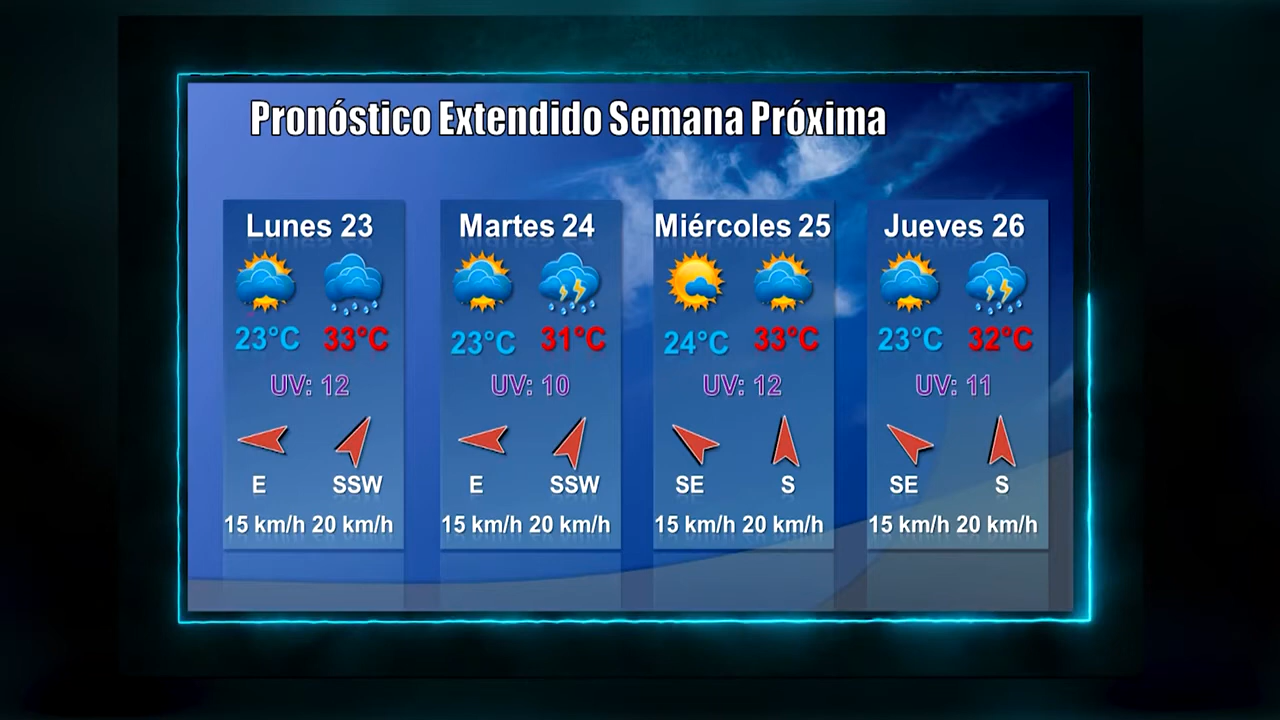 Pronóstico Extendido Semana Próxima
Lunes 23
23°C 33°C
UV: 12
E SSW
15 km/h 20 km/h
Martes 24
23°C 31°C
UV: 10
E SSW
15 km/h 20 km/h
Miércoles 25
24°C 33°C
UV: 12
SE S
15 km/h 20 km/h
Jueves 26
23°C 32°C
UV: 11
SE S
15 km/h 20 km/h